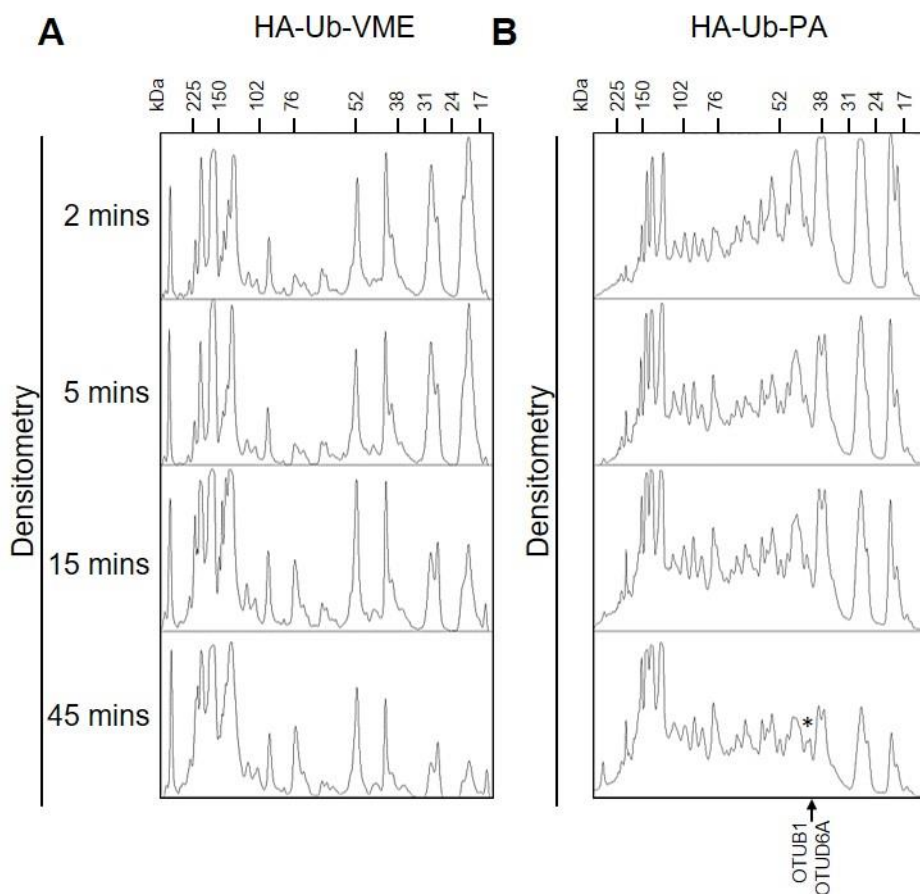 A HA-Ub-VME B HA-Ub-PA
kDa 225 150 102 76 52 38 31 24 17 kDa 225 150 102 76 52 38 31 24 17
Densitometry Densitometry
2 mins
5 mins
15 mins
45 mins
*
OTUB1
OTUD6A